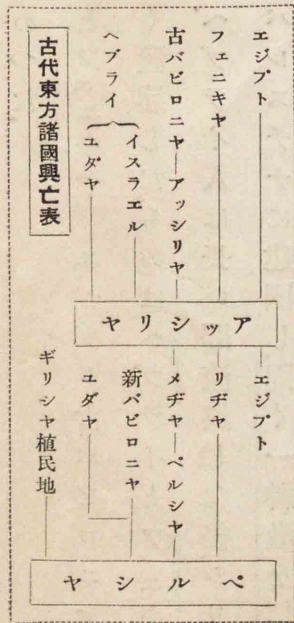 エジプト
フェニキヤ
古バビロニヤ―アッシリヤ
ヘブライ
イスラエル
ユダヤ
古代東方諸國興亡表
アッシリヤ
エジプト
リヂヤ
メヂヤ―ペルシヤ
新バビロニヤ
ユダヤ
ギリシヤ植民地
ペルシヤ